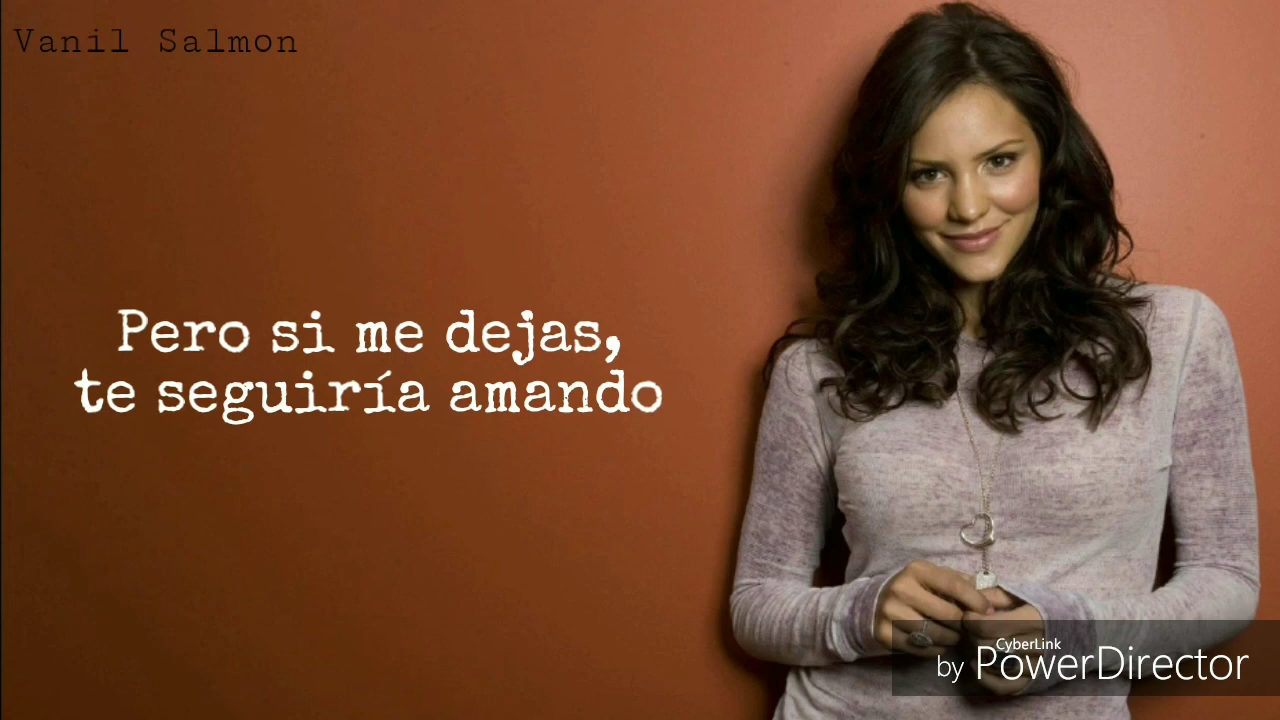 Vanil Salmon
Pero si me dejas,
te seguiría amando
CyberLink
by PowerDirector